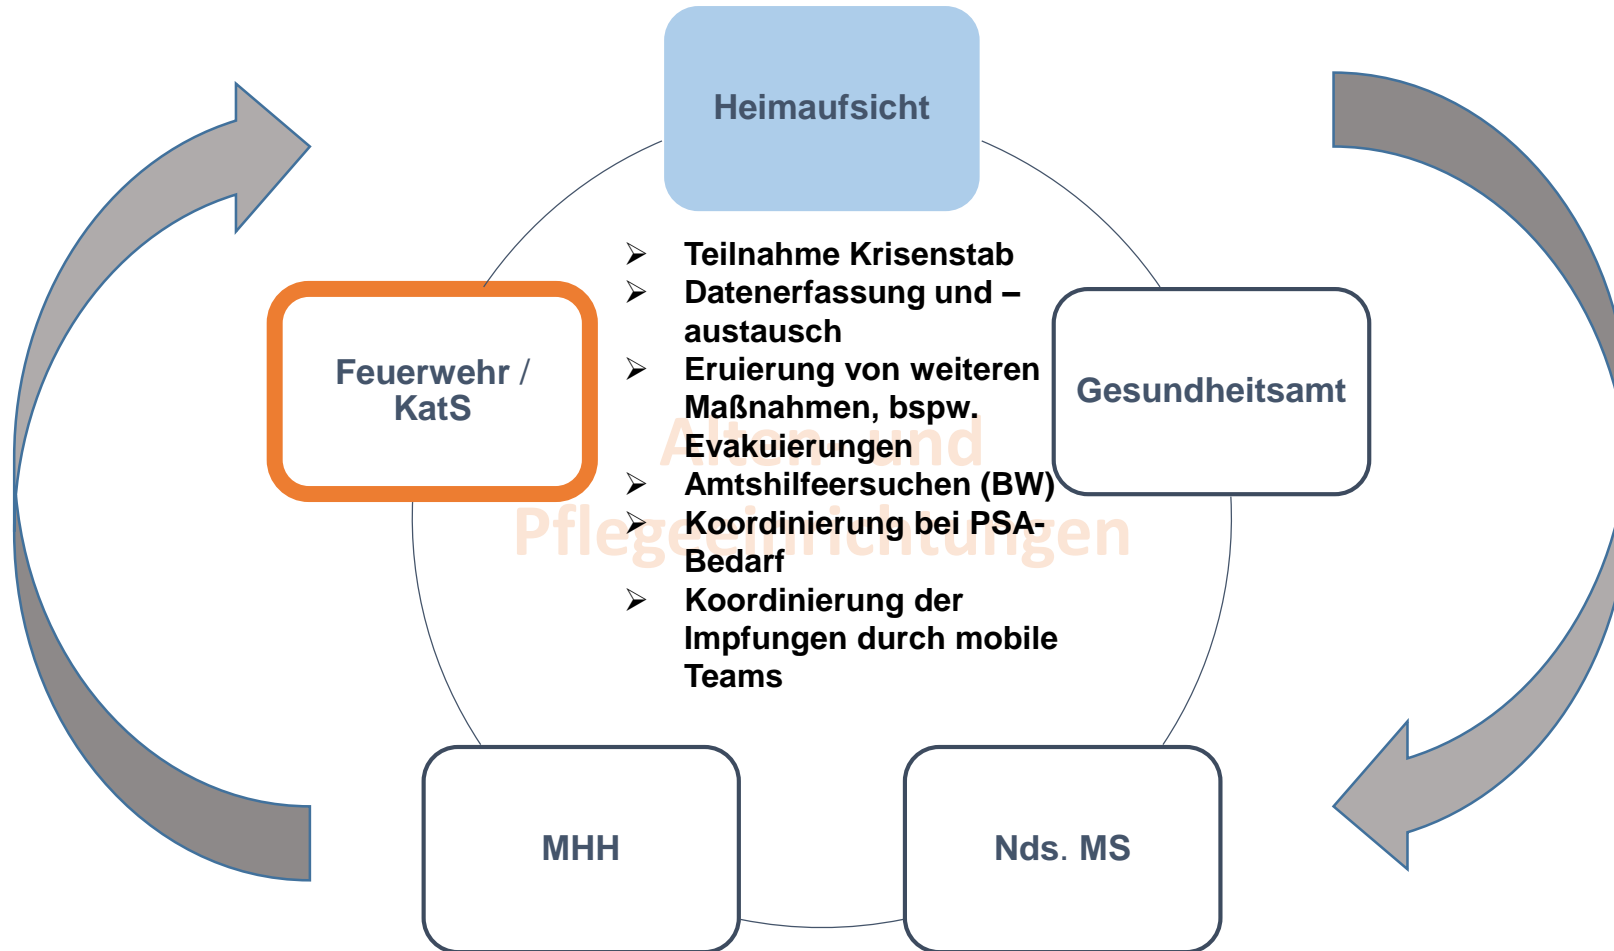 Heimaufsicht
➢ Teilnahme Krisenstab
➢ Datenerfassung und –
austausch
➢ Eruierung von weiteren
Maßnahmen, bspw.
Evakuierungen
➢ Amtshilfeersuchen (BW)
➢ Koordinierung bei PSA-
Bedarf
➢ Koordinierung der
Impfungen durch mobile
Teams
Alten- und
Pflegeeinrichtungen
Feuerwehr /
KatS
Gesundheitsamt
MHH
Nds. MS